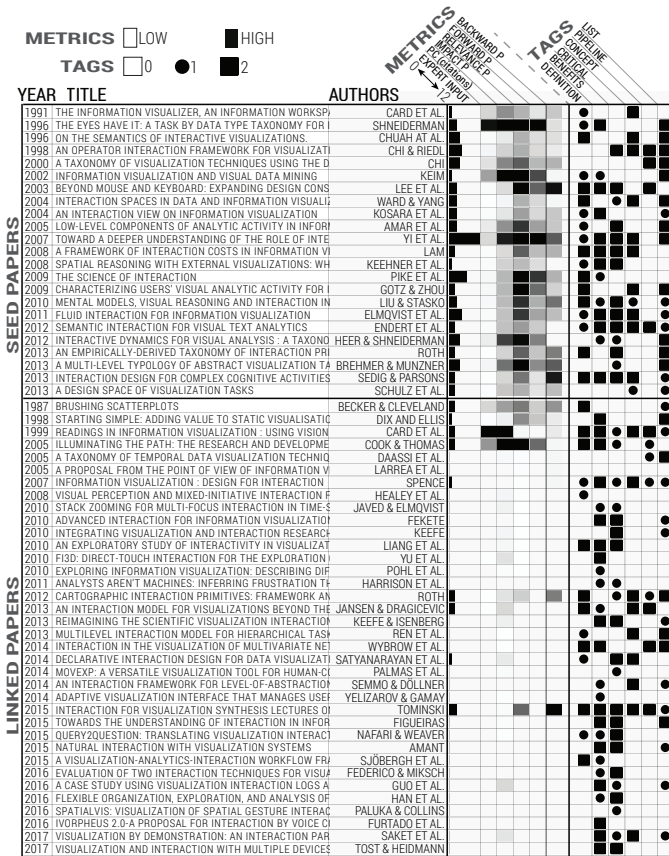 METRICS LOW HIGH
TAGS 0 1 2
METRICS
0 12
EXPERT INPUT
PC (citations)
IMPACT P
RELEVANCE P
FORWARD P
BACKWARD P
TAGS
DEFINITION
BENEFITS
CRITICAL
CONCEPT
PIPELINE
LIST
YEAR TITLE AUTHORS
SEED PAPERS
1991 THE INFORMATION VISUALIZER, AN INFORMATION WORKSPA CARD ET AL.
1996 THE EYES HAVE IT: A TASK BY DATA TYPE TAXONOMY FOR I SHNEIDERMAN
1996 ON THE SEMANTICS OF INTERACTIVE VISUALIZATIONS. CHUAH AT AL.
1998 AN OPERATOR INTERACTION FRAMEWORK FOR VISUALIZATI CHI & RIEDL
2000 A TAXONOMY OF VISUALIZATION TECHNIQUES USING THE D CHI
2002 INFORMATION VISUALIZATION AND VISUAL DATA MINING KEIM
2003 BEYOND MOUSE AND KEYBOARD: EXPANDING DESIGN CONS LEE ET AL.
2004 INTERACTION SPACES IN DATA AND INFORMATION VISUALIZ WARD & YANG
2004 AN INTERACTION VIEW ON INFORMATION VISUALIZATION KOSARA ET AL.
2005 LOW-LEVEL COMPONENTS OF ANALYTIC ACTIVITY IN INFOR AMAR ET AL.
2007 TOWARD A DEEPER UNDERSTANDING OF THE ROLE OF INTE YI ET AL.
2008 A FRAMEWORK OF INTERACTION COSTS IN INFORMATION VI LAM
2008 SPATIAL REASONING WITH EXTERNAL VISUALIZATIONS: WH KEEHNER ET AL.
2009 THE SCIENCE OF INTERACTION PIKE ET AL.
2009 CHARACTERIZING USERS' VISUAL ANALYTIC ACTIVITY FOR I GOTZ & ZHOU
2010 MENTAL MODELS, VISUAL REASONING AND INTERACTION IN LIU & STASKO
2011 FLUID INTERACTION FOR INFORMATION VISUALIZATION ELMQVIST ET AL.
2012 SEMANTIC INTERACTION FOR VISUAL TEXT ANALYTICS ENDERT ET AL.
2012 INTERACTIVE DYNAMICS FOR VISUAL ANALYSIS : A TAXONO HEER & SHNEIDERMAN
2013 AN EMPIRICALLY-DERIVED TAXONOMY OF INTERACTION PRI ROTH
2013 A MULTI-LEVEL TYPOLOGY OF ABSTRACT VISUALIZATION TA BREHMER & MUNZNER
2013 INTERACTION DESIGN FOR COMPLEX COGNITIVE ACTIVITIES SEDIG & PARSONS
2013 A DESIGN SPACE OF VISUALIZATION TASKS SCHULZ ET AL.
LINKED PAPERS
1987 BRUSHING SCATTERPLOTS BECKER & CLEVELAND
1998 STARTING SIMPLE: ADDING VALUE TO STATIC VISUALISATIO DIX AND ELLIS
1999 READINGS IN INFORMATION VISUALIZATION : USING VISION CARD ET AL.
2005 ILLUMINATING THE PATH: THE RESEARCH AND DEVELOPME COOK & THOMAS
2005 A TAXONOMY OF TEMPORAL DATA VISUALIZATION TECHNIQ DAASSI ET AL.
2005 A PROPOSAL FROM THE POINT OF VIEW OF INFORMATION V LARREA ET AL.
2007 INFORMATION VISUALIZATION : DESIGN FOR INTERACTION SPENCE
2008 VISUAL PERCEPTION AND MIXED-INITIATIVE INTERACTION F HEALEY ET AL.
2010 STACK ZOOMING FOR MULTI-FOCUS INTERACTION IN TIME-S JAVED & ELMQVIST
2010 ADVANCED INTERACTION FOR INFORMATION VISUALIZATION FEKETE
2010 INTEGRATING VISUALIZATION AND INTERACTION RESEARCH KEEFE
2010 AN EXPLORATORY STUDY OF INTERACTIVITY IN VISUALIZAT LIANG ET AL.
2010 FI3D: DIRECT-TOUCH INTERACTION FOR THE EXPLORATION YU ET AL.
2010 EXPLORING INFORMATION VISUALIZATION: DESCRIBING DIF POHL ET AL.
2011 ANALYSTS AREN'T MACHINES: INFERRING FRUSTRATION TH HARRISON ET AL.
2012 CARTOGRAPHIC INTERACTION PRIMITIVES: FRAMEWORK AN ROTH
2013 AN INTERACTION MODEL FOR VISUALIZATIONS BEYOND THE JANSEN & DRAGICEVIC
2013 REIMAGINING THE SCIENTIFIC VISUALIZATION INTERACTION KEEFE & ISENBERG
2013 MULTILEVEL INTERACTION MODEL FOR HIERARCHICAL TASK REN ET AL.
2014 INTERACTION IN THE VISUALIZATION OF MULTIVARIATE NET WYBROW ET AL.
2014 DECLARATIVE INTERACTION DESIGN FOR DATA VISUALIZATI SATYANARAYAN ET AL.
2014 MOVEXP: A VERSATILE VISUALIZATION TOOL FOR HUMAN-CO PALMAS ET AL.
2014 AN INTERACTION FRAMEWORK FOR LEVEL-OF-ABSTRACTION SEMMO & DÖLLNER
2014 ADAPTIVE VISUALIZATION INTERFACE THAT MANAGES USER YELIZAROV & GAMAY
2015 INTERACTION FOR VISUALIZATION SYNTHESIS LECTURES O TOMINSKI
2015 TOWARDS THE UNDERSTANDING OF INTERACTION IN INFOR FIGUEIRAS
2015 QUERY2QUESTION: TRANSLATING VISUALIZATION INTERACT NAFARI & WEAVER
2015 NATURAL INTERACTION WITH VISUALIZATION SYSTEMS AMANT
2015 A VISUALIZATION-ANALYTICS-INTERACTION WORKFLOW FRA SJÖBERGH ET AL.
2016 EVALUATION OF TWO INTERACTION TECHNIQUES FOR VISUA FEDERICO & MIKSCH
2016 A CASE STUDY USING VISUALIZATION INTERACTION LOGS A GUO ET AL.
2016 FLEXIBLE ORGANIZATION, EXPLORATION, AND ANALYSIS OF HAN ET AL.
2016 SPATIALVIS: VISUALIZATION OF SPATIAL GESTURE INTERAC PALUKA & COLLINS
2016 IVORPHEUS 2.0-A PROPOSAL FOR INTERACTION BY VOICE C FURTADO ET AL.
2017 VISUALIZATION BY DEMONSTRATION: AN INTERACTION PAR SAKET ET AL.
2017 VISUALIZATION AND INTERACTION WITH MULTIPLE DEVICES TOST & HEIDMANN